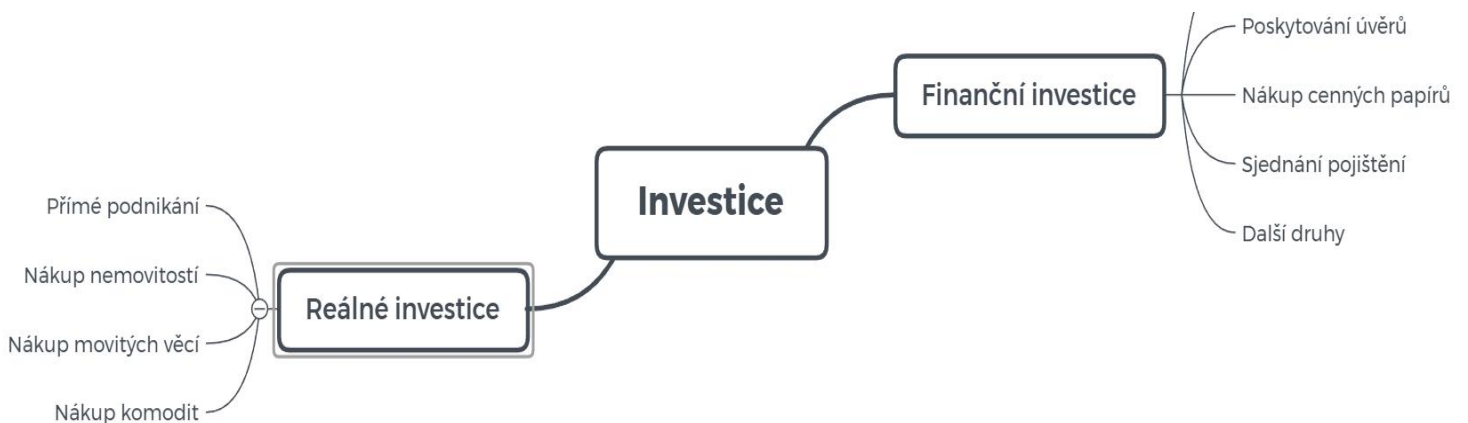 Investice
Finanční investice
Poskytování úvěrů
Nákup cenných papírů
Sjednání pojištění
Další druhy
Reálné investice
Přímé podnikání
Nákup nemovitostí
Nákup movitých věcí
Nákup komodit